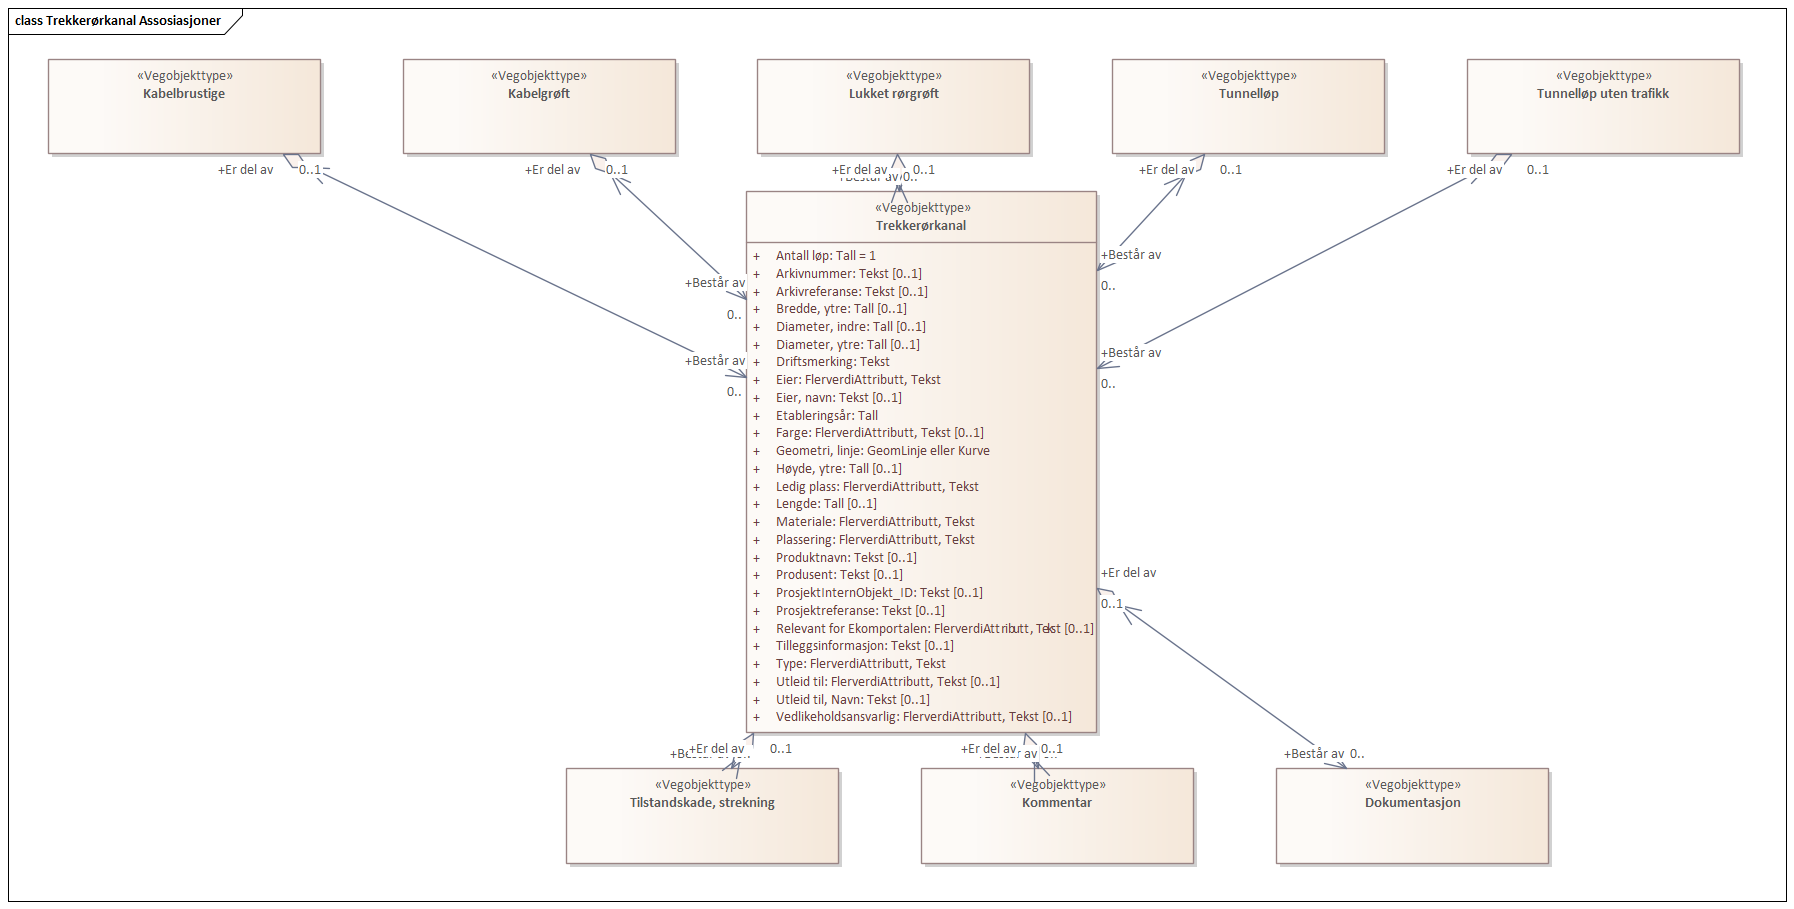 class Trekkerørkanal Assosiasjoner
«Vegobjekttype»
Kabelbrustige
«Vegobjekttype»
Kabelgrøft
«Vegobjekttype»
Lukket rørgrøft
«Vegobjekttype»
Tunnelløp
«Vegobjekttype»
Tunnelløp uten trafikk
+Er del av 0..1
+Er del av 0..1
+Er del av 0..1
+Er del av 0..1
+Er del av 0..1
0..
«Vegobjekttype»
Trekkerørkanal
+ Antall løp: Tall = 1
+ Arkivnummer: Tekst [0..1]
+ Arkivreferanse: Tekst [0..1]
+ Bredde, ytre: Tall [0..1]
+ Diameter, indre: Tall [0..1]
+ Diameter, ytre: Tall [0..1]
+ Driftsmerking: Tekst
+ Eier: FlerverdiAttributt, Tekst
+ Eier, navn: Tekst [0..1]
+ Etableringsår: Tall
+ Farge: FlerverdiAttributt, Tekst [0..1]
+ Geometri, linje: GeomLinje eller Kurve
+ Høyde, ytre: Tall [0..1]
+ Ledig plass: FlerverdiAttributt, Tekst
+ Lengde: Tall [0..1]
+ Materiale: FlerverdiAttributt, Tekst
+ Plassering: FlerverdiAttributt, Tekst
+ Produktnavn: Tekst [0..1]
+ Produsent: Tekst [0..1]
+ ProsjektInternObjekt_ID: Tekst [0..1]
+ Prosjektreferanse: Tekst [0..1]
+ Relevant for Ekomportalen: FlerverdiAttributt, Tekst [0..1]
+ Tilleggsinformasjon: Tekst [0..1]
+ Type: FlerverdiAttributt, Tekst
+ Utleid til: FlerverdiAttributt, Tekst [0..1]
+ Utleid til, Navn: Tekst [0..1]
+ Vedlikeholdsansvarlig: FlerverdiAttributt, Tekst [0..1]
+Består av
0..
+Består av
0..
+Består av
0..
+Består av
0..
+Er del av
0..1
+Er del av 0..1
+Er del av 0..1
+Består av 0..
«Vegobjekttype»
Tilstandskade, strekning
«Vegobjekttype»
Kommentar
«Vegobjekttype»
Dokumentasjon